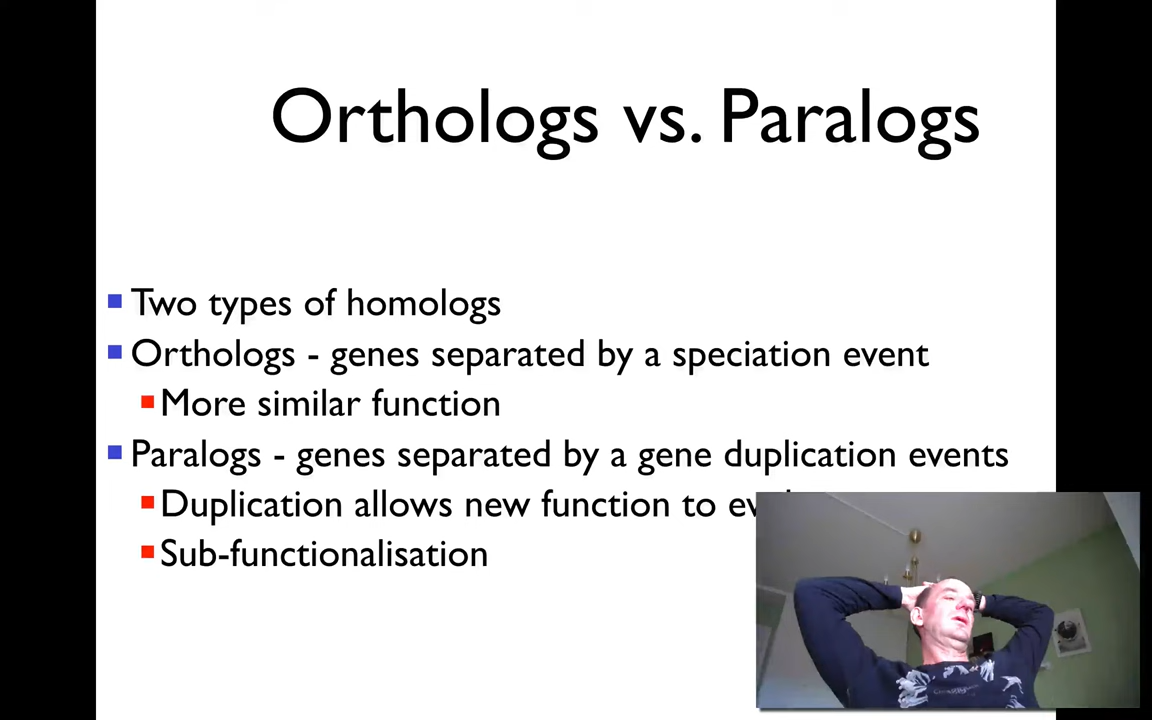 Orthologs vs. Paralogs
Two types of homologs
Orthologs - genes separated by a speciation event
More similar function
Paralogs - genes separated by a gene duplication events
Duplication allows new function to
Sub-functionalisation